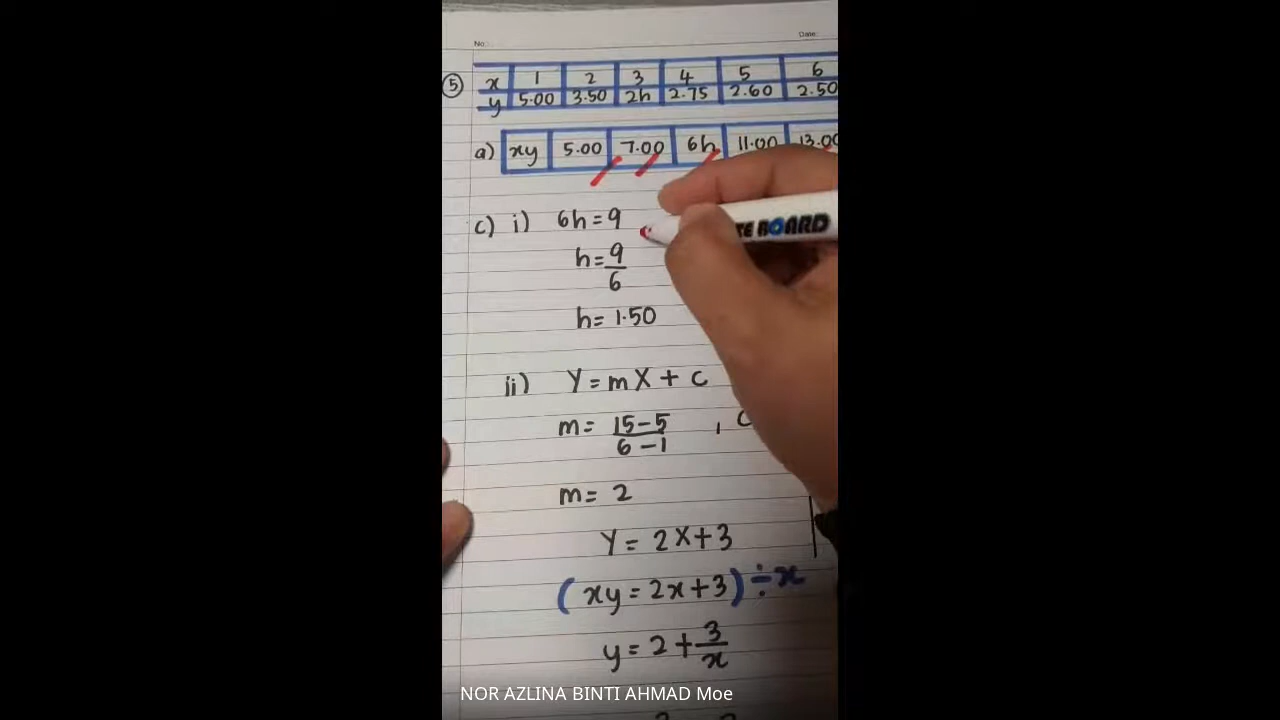 No: Date:
5 x 1 2 3 4 5 6
y 5.00 3.50 2h 2.75 2.60 2.50
a) xy 5.00 7.00 6h 11.00 13.00
c) i) 6h = 9
h = 9/6
h = 1.50
ii) Y = mX + c
m = 15-5/6-1 , c
m = 2
Y = 2X+3
(xy = 2x+3) ÷ x
y = 2 + 3/x
TE BOARD
NOR AZLINA BINTI AHMAD Moe